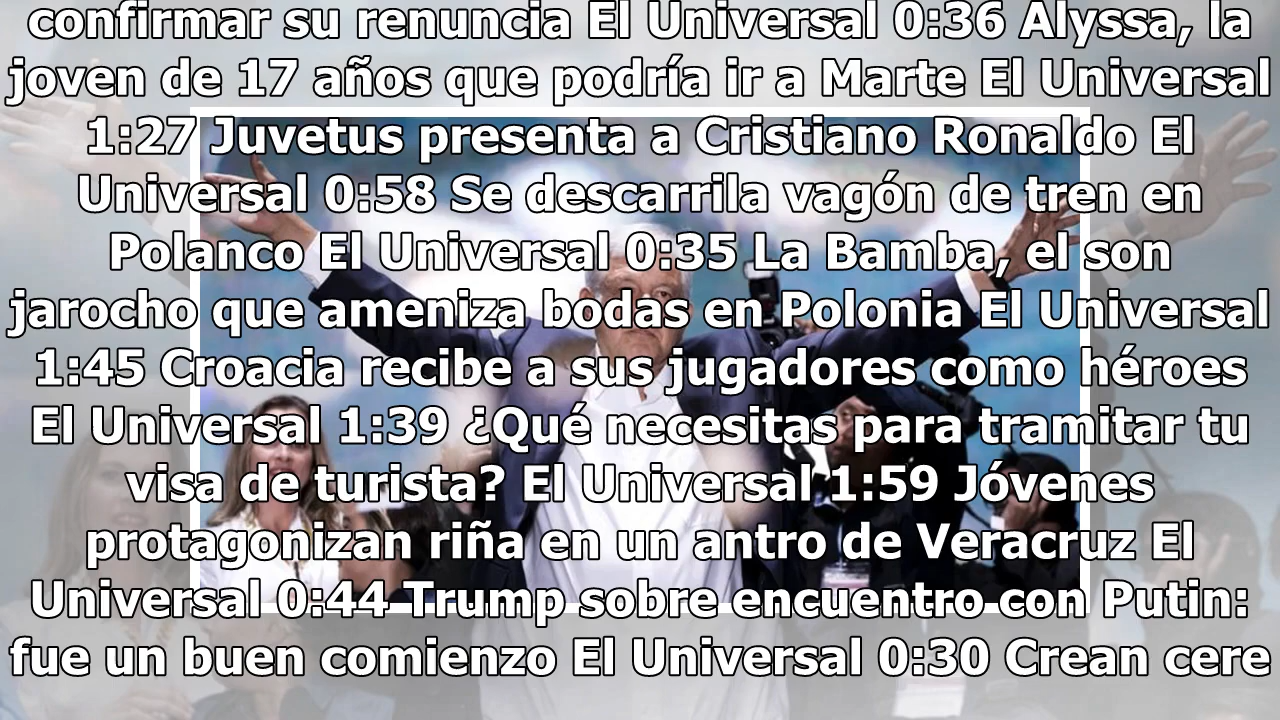 confirmar su renuncia El Universal 0:36 Alyssa, la
joven de 17 años que podría ir a Marte El Universal
1:27 Juvetus presenta a Cristiano Ronaldo El
Universal 0:58 Se descarrila vagón de tren en
Polanco El Universal 0:35 La Bamba, el son
jarocho que ameniza bodas en Polonia El Universal
1:45 Croacia recibe a sus jugadores como héroes
El Universal 1:39 ¿Qué necesitas para tramitar tu
visa de turista? El Universal 1:59 Jóvenes
protagonizan riña en un antro de Veracruz El
Universal 0:44 Trump sobre encuentro con Putin:
fue un buen comienzo El Universal 0:30 Crean cere